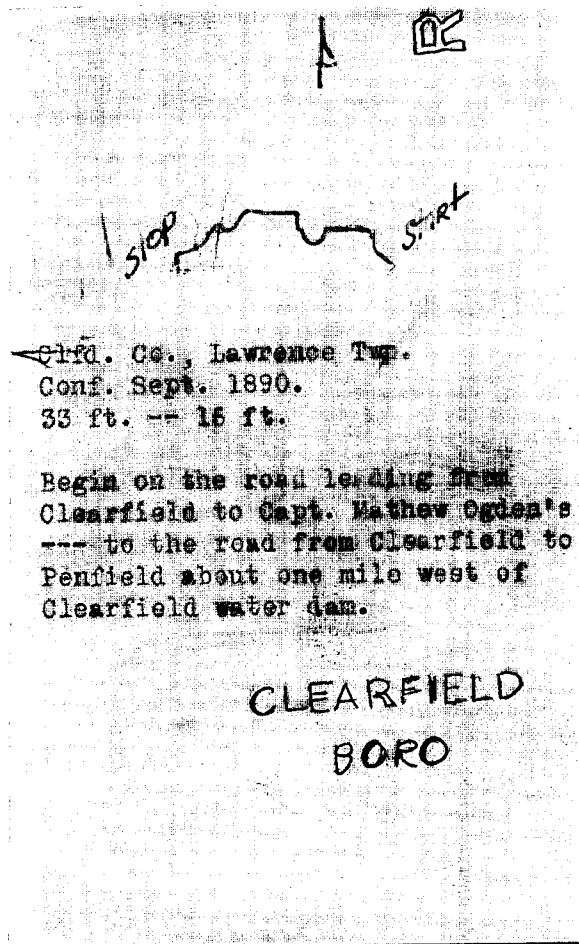 R
STOP
START
Clfd. Co., Lawrence Twp.
Conf. Sept. 1890.
33 ft. -- 16 ft.
Begin on the road leading from
Clearfield to Capt. Mathew Ogden's
--- to the road from Clearfield to
Penfield about one mile west of
Clearfield water dam.
CLEARFIELD
BORO